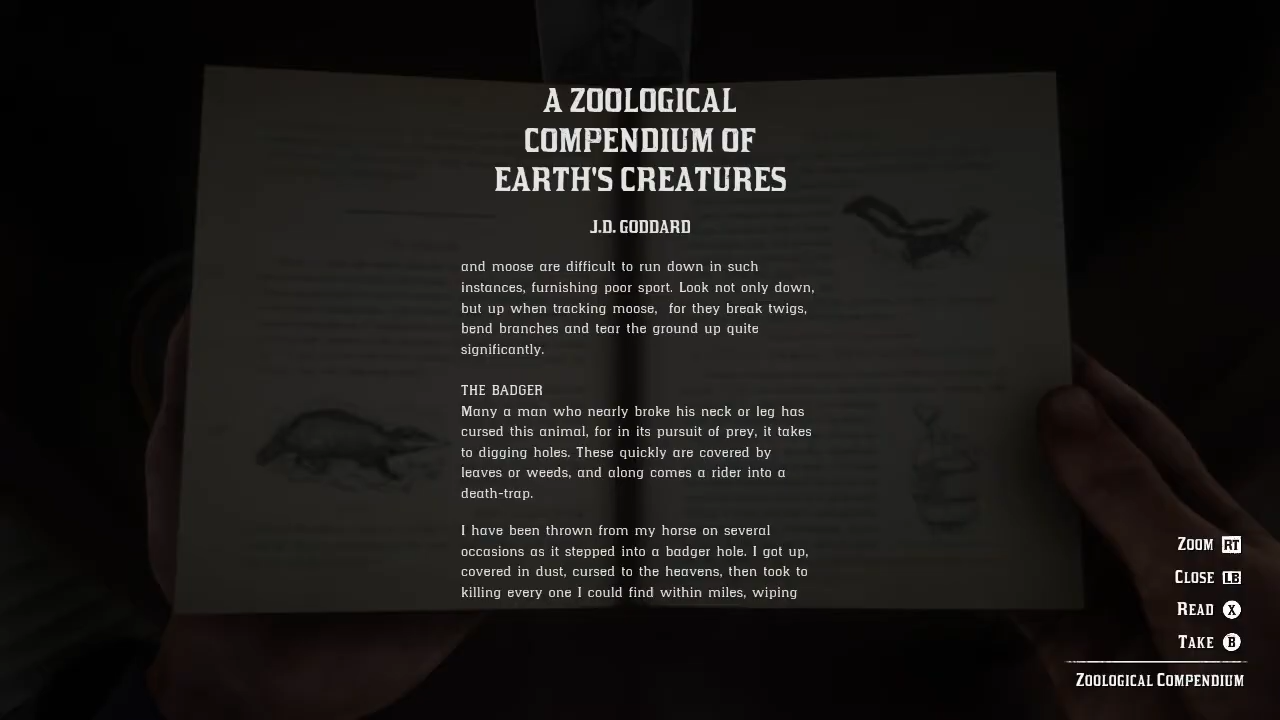 A ZOOLOGICAL
COMPENDIUM OF
EARTH'S CREATURES
J.D. GODDARD
and moose are difficult to run down in such
instances, furnishing poor sport. Look not only down,
but up when tracking moose,  for they break twigs,
bend branches and tear the ground up quite
significantly.
THE BADGER
Many a man who nearly broke his neck or leg has
cursed this animal, for in its pursuit of prey, it takes
to digging holes. These quickly are covered by
leaves or weeds, and along comes a rider into a
death-trap.
I have been thrown from my horse on several
occasions as it stepped into a badger hole. I got up,
covered in dust, cursed to the heavens, then took to
killing every one I could find within miles, wiping
ZOOM RT
CLOSE LB
READ X
TAKE B
ZOOLOGICAL COMPENDIUM